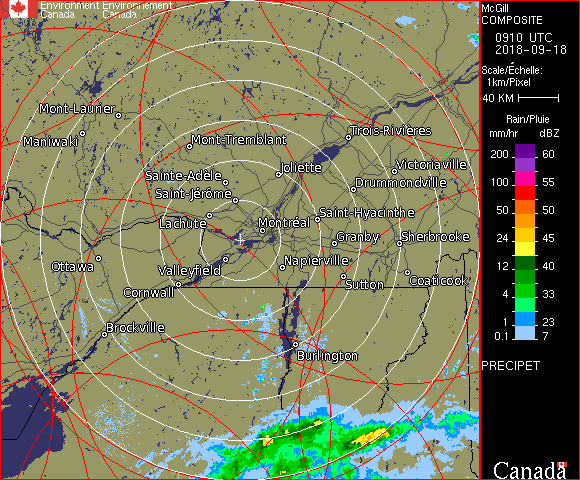 Environment Environnement
Canada Canada
McGill
COMPOSITE
0910 UTC
2018-09-18
Scale/Échelle:
1km/Pixel
40 KM
Rain/Pluie
mm/hr dBZ
200 60
100 55
50 50
24 45
12 40
4 33
1 23
0.1 7
PRECIPET
Canada
Mont-Laurier
Maniwaki
Mont-Tremblant
Trois-Rivières
Sainte-Adèle
Joliette
Victoriaville
Saint-Jérôme
Drummondville
Lachute
Montréal
Saint-Hyacinthe
Granby
Sherbrooke
Ottawa
Valleyfield
Napierville
Cornwall
Sutton
Coaticook
Brockville
Burlington